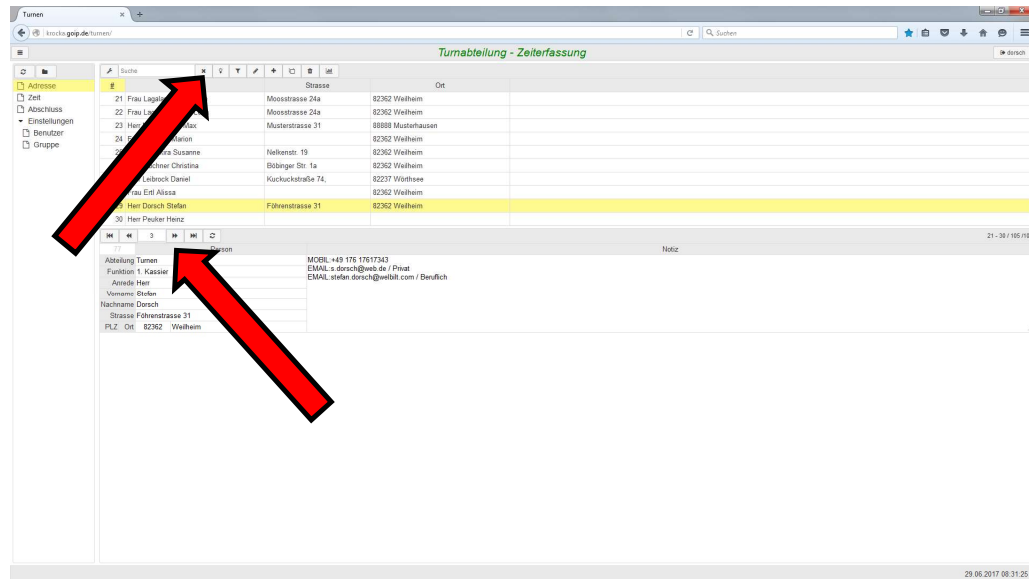 Turnen
krocka.goip.de/turnen/
Suchen
Turnabteilung - Zeiterfassung
dorsch
Suche
Adresse
Zeit
Abschluss
Einstellungen
Benutzer
Gruppe
# Strasse Ort
21 Frau Moosstrasse 24a 82362 Weilheim
22 Frau Moosstrasse 24a 82362 Weilheim
23 Max Musterstrasse 31 88888 Musterhausen
24 Marion 82362 Weilheim
Susanne Nelkenstr. 19 82362 Weilheim
Christina Böbinger Str. 1a 82362 Weilheim
Leibrock Daniel Kuckuckstraße 74, 82237 Wörthsee
Frau Ertl Alissa 82362 Weilheim
Herr Dorsch Stefan Föhrenstrasse 31 82362 Weilheim
30 Herr Peuker Heinz
3
21 - 30 / 105 /10
77 Person Notiz
Abteilung Turnen
Funktion 1. Kassier
Anrede Herr
Vorname Stefan
Nachname Dorsch
Strasse Föhrenstrasse 31
PLZ Ort 82362 Weilheim
MOBIL:+49 176 17617343
EMAIL:s.dorsch@web.de / Privat
EMAIL:stefan.dorsch@welbilt.com / Beruflich
29.06.2017 08:31:25